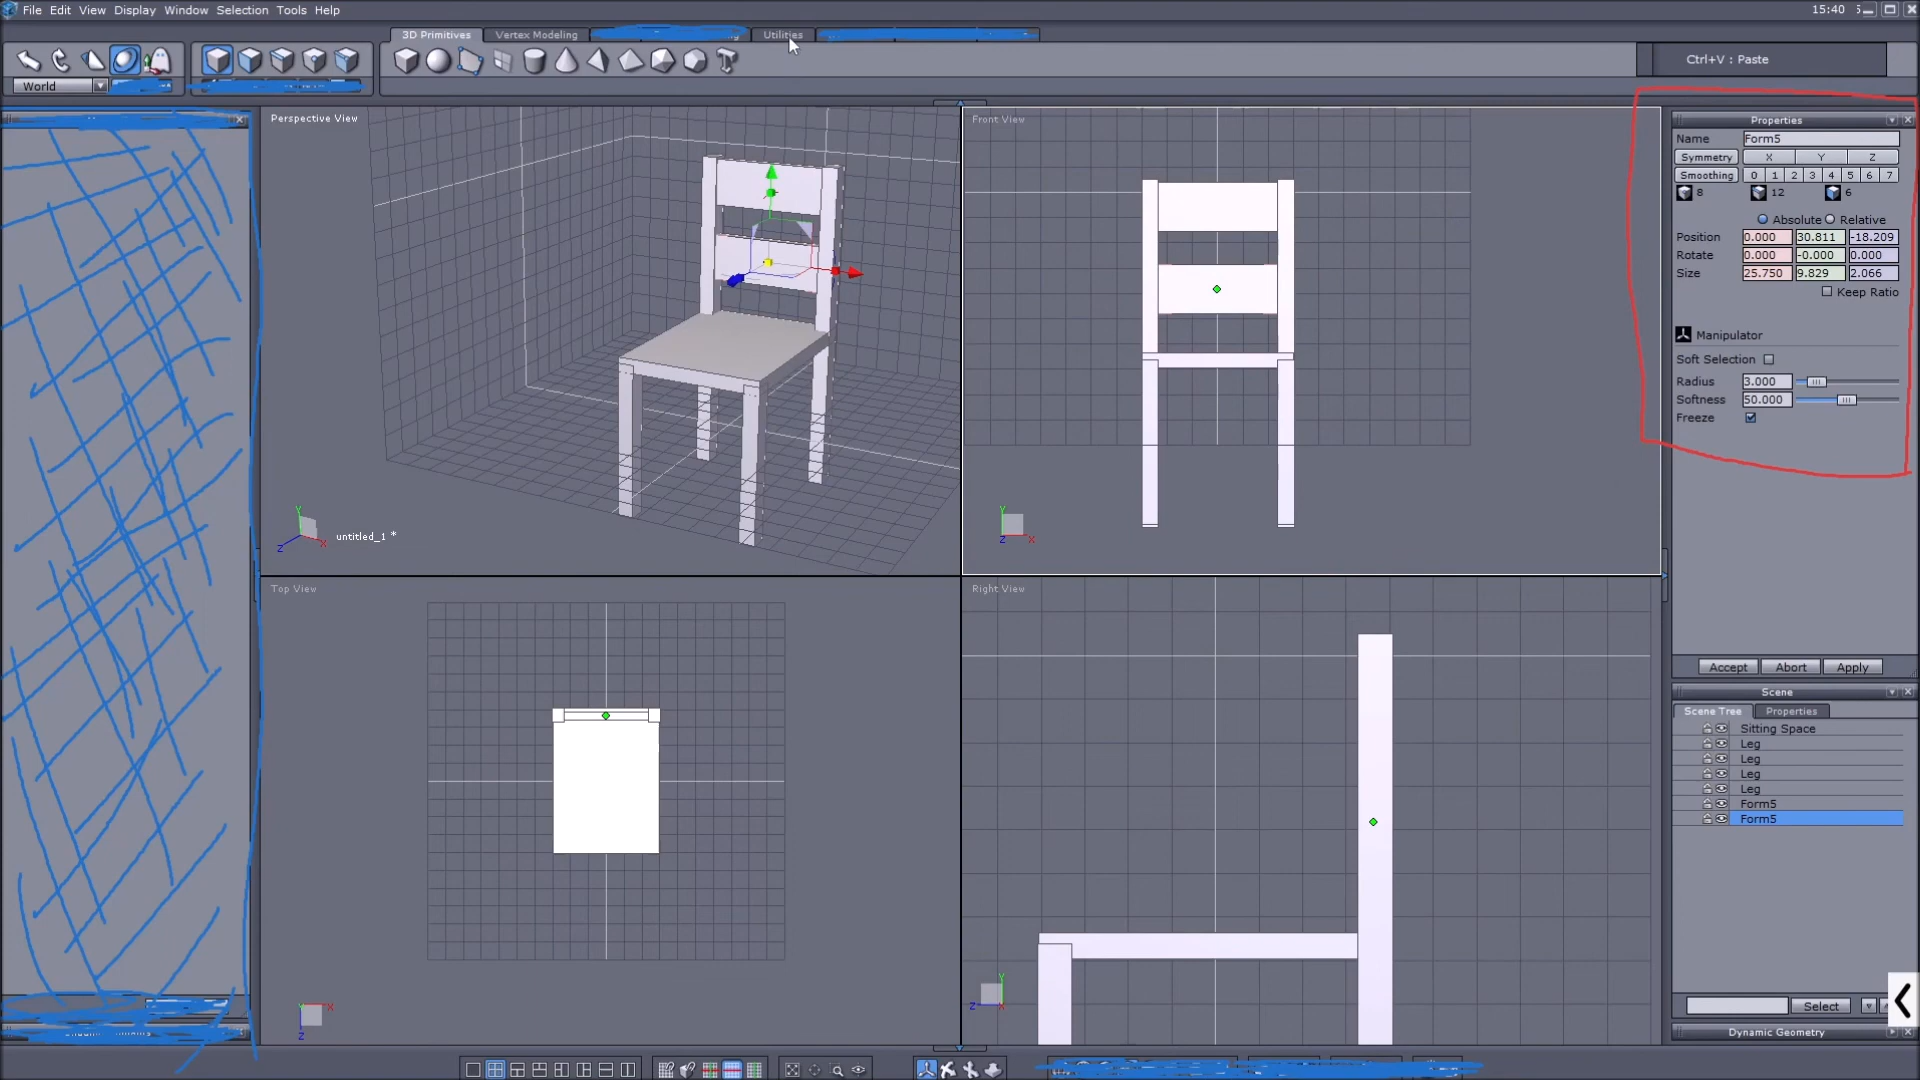 File Edit View Display Window Selection Tools Help
15:40
3D Primitives Vertex Modeling Utilities
Ctrl+V : Paste
World
Perspective View
Front View
Properties
Name Form5
Symmetry X Y Z
Smoothing 0 1 2 3 4 5 6 7
8 12 6
Absolute Relative
Position 0.000 30.811 -18.209
Rotate 0.000 -0.000 0.000
Size 25.750 9.829 2.066
Keep Ratio
Manipulator
Soft Selection
Radius 3.000
Softness 50.000
Freeze
Y
Z X
untitled_1 *
Y
Z X
Top View
Right View
Accept Abort Apply
Scene
Scene Tree Properties
Sitting Space
Leg
Leg
Leg
Leg
Form5
Form5
Y X
Z
Y
Z X
Select
Dynamic Geometry